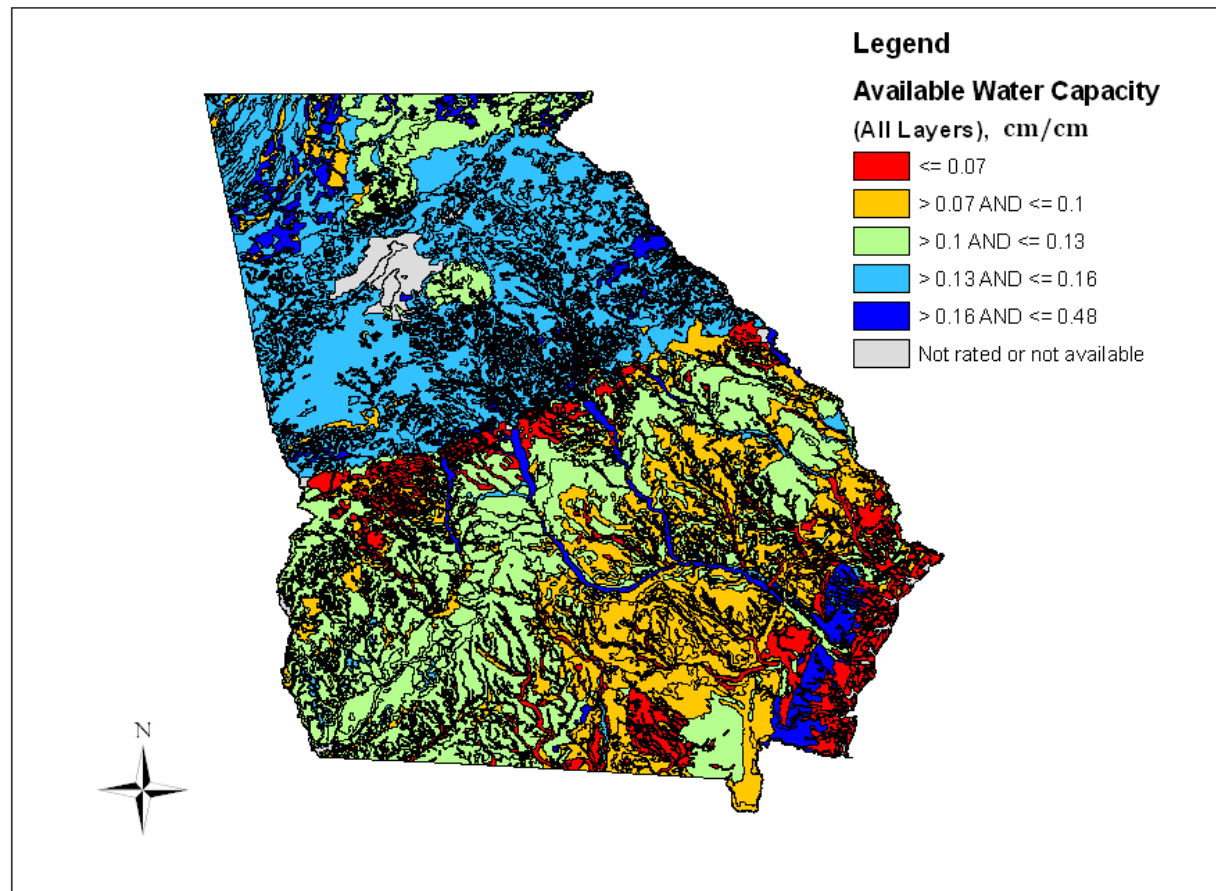 Legend
Available Water Capacity
(All Layers), cm/cm
<= 0.07
> 0.07 AND <= 0.1
> 0.1 AND <= 0.13
> 0.13 AND <= 0.16
> 0.16 AND <= 0.48
Not rated or not available
N